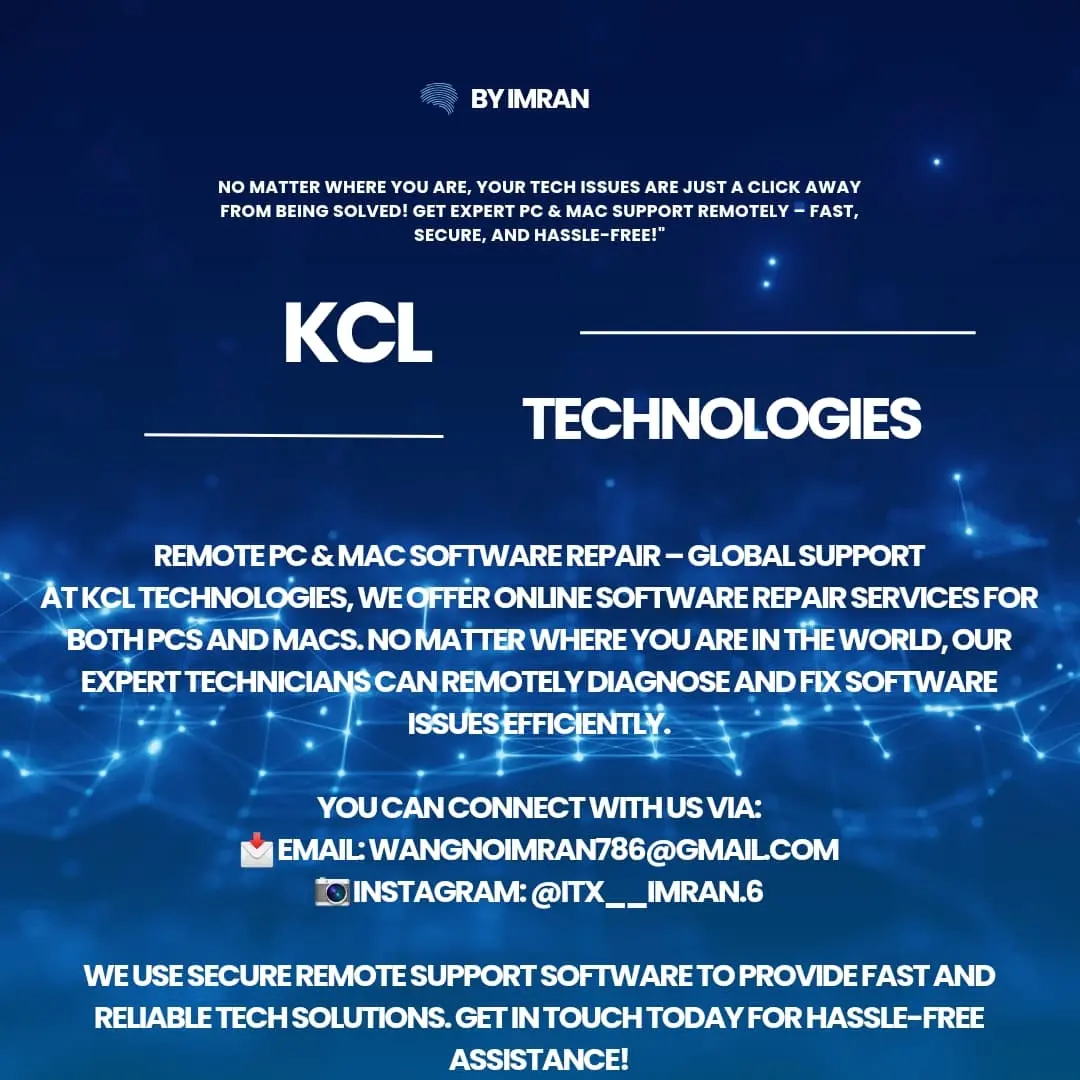 BY IMRAN
NO MATTER WHERE YOU ARE, YOUR TECH ISSUES ARE JUST A CLICK AWAY
FROM BEING SOLVED! GET EXPERT PC & MAC SUPPORT REMOTELY – FAST,
SECURE, AND HASSLE-FREE!"
KCL
TECHNOLOGIES
REMOTE PC & MAC SOFTWARE REPAIR – GLOBAL SUPPORT
AT KCL TECHNOLOGIES, WE OFFER ONLINE SOFTWARE REPAIR SERVICES FOR
BOTH PCS AND MACS. NO MATTER WHERE YOU ARE IN THE WORLD, OUR
EXPERT TECHNICIANS CAN REMOTELY DIAGNOSE AND FIX SOFTWARE
ISSUES EFFICIENTLY.
YOU CAN CONNECT WITH US VIA:
📩 EMAIL: WANGNOIMRAN786@GMAIL.COM
📷 INSTAGRAM: @ITX__IMRAN.6
WE USE SECURE REMOTE SUPPORT SOFTWARE TO PROVIDE FAST AND
RELIABLE TECH SOLUTIONS. GET IN TOUCH TODAY FOR HASSLE-FREE
ASSISTANCE!